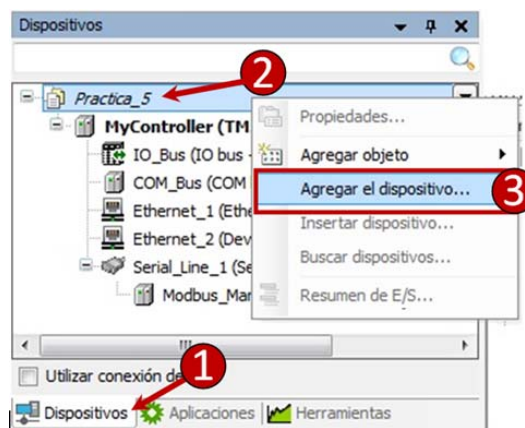 Dispositivos
2
Practica_5
MyController (TM
Propiedades...
IO_Bus (IO bus -
Agregar objeto
COM_Bus (COM
Agregar el dispositivo...
3
Ethernet_1 (Ethe
Insertar dispositivo...
Ethernet_2 (Dev
Buscar dispositivos...
Serial_Line_1 (Se
Resumen de E/S...
Modbus_Mar
1
Utilizar conexión de
Dispositivos
Aplicaciones
Herramientas